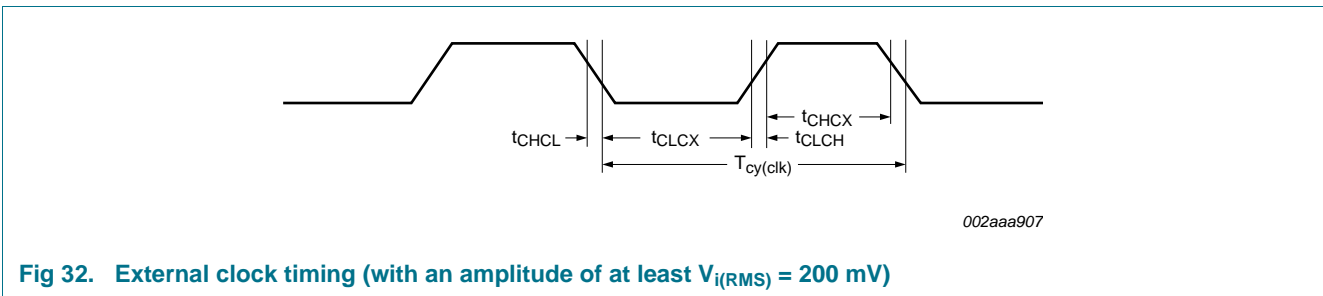 tCHCX
tCHCL
tCLCX
tCLCH
Tcy(clk)
002aaa907
Fig 32. External clock timing (with an amplitude of at least Vi(RMS) = 200 mV)